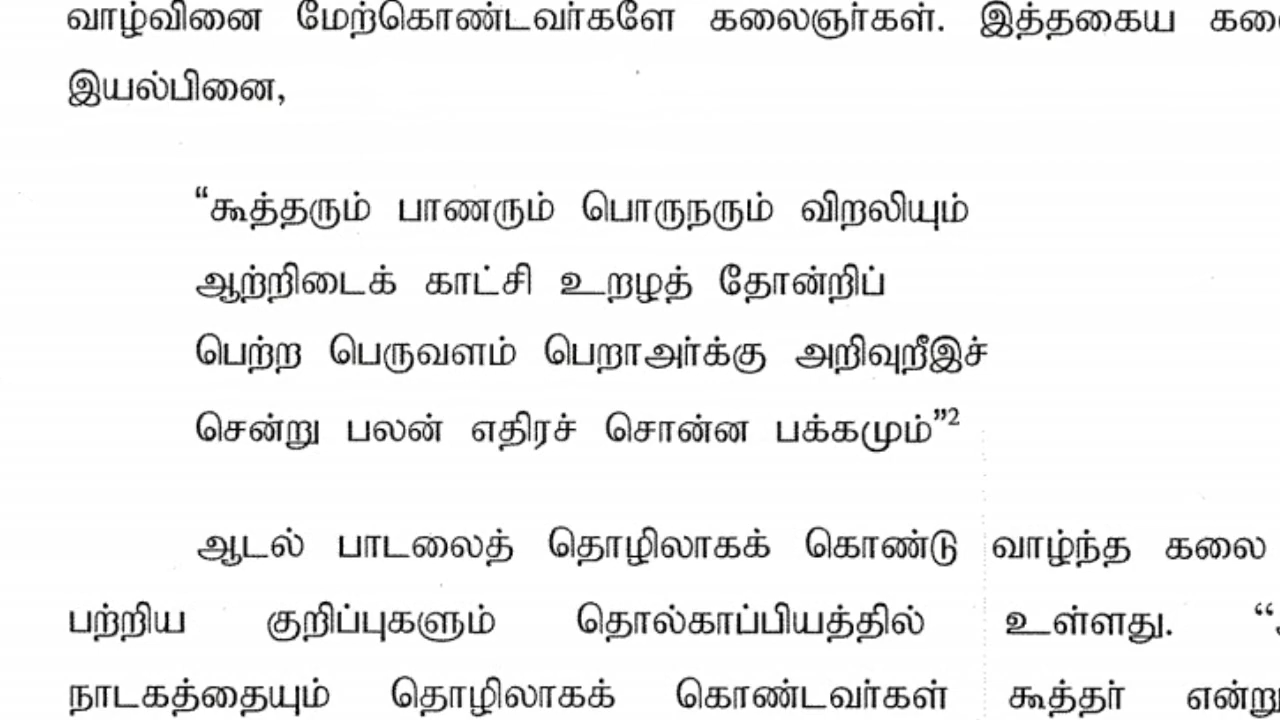 வாழ்வினை மேற்கொண்டவர்களே கலைஞர்கள். இத்தகைய
இயல்பினை,
“கூத்தரும் பாணரும் பொருநரும் விறலியும்
ஆற்றிடைக் காட்சி உறழத் தோன்றிப்
பெற்ற பெருவளம் பெறாஅர்க்கு அறிவுறீஇச்
சென்று பலன் எதிரச் சொன்ன பக்கமும்”²
ஆடல் பாடலைத் தொழிலாகக் கொண்டு வாழ்ந்த கலை
பற்றிய குறிப்புகளும் தொல்காப்பியத்தில் உள்ளது.
நாடகத்தையும் தொழிலாகக் கொண்டவர்கள் கூத்தர் என்று